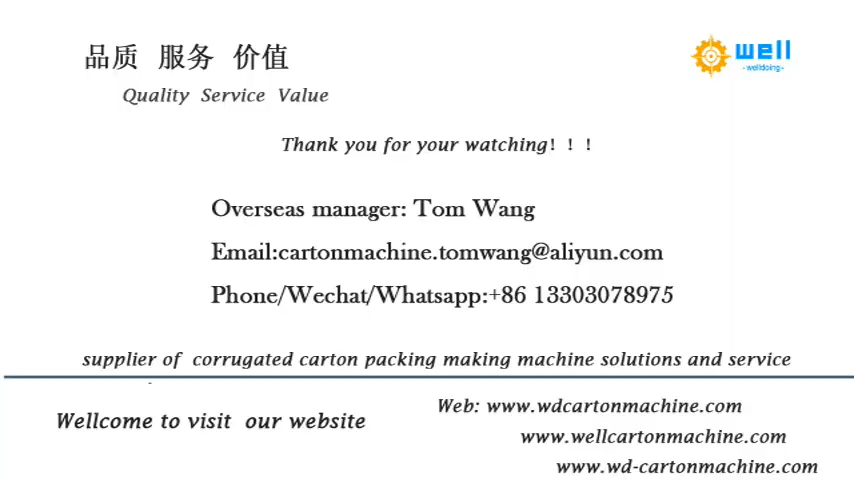 品质 服务 价值
well
-welldoing-
Quality Service Value
Thank you for your watching! ! !
Overseas manager: Tom Wang
Email:cartonmachine.tomwang@aliyun.com
Phone/Wechat/Whatsapp:+86 13303078975
supplier of corrugated carton packing making machine solutions and service
Wellcome to visit our website
Web: www.wdcartonmachine.com
www.wellcartonmachine.com
www.wd-cartonmachine.com